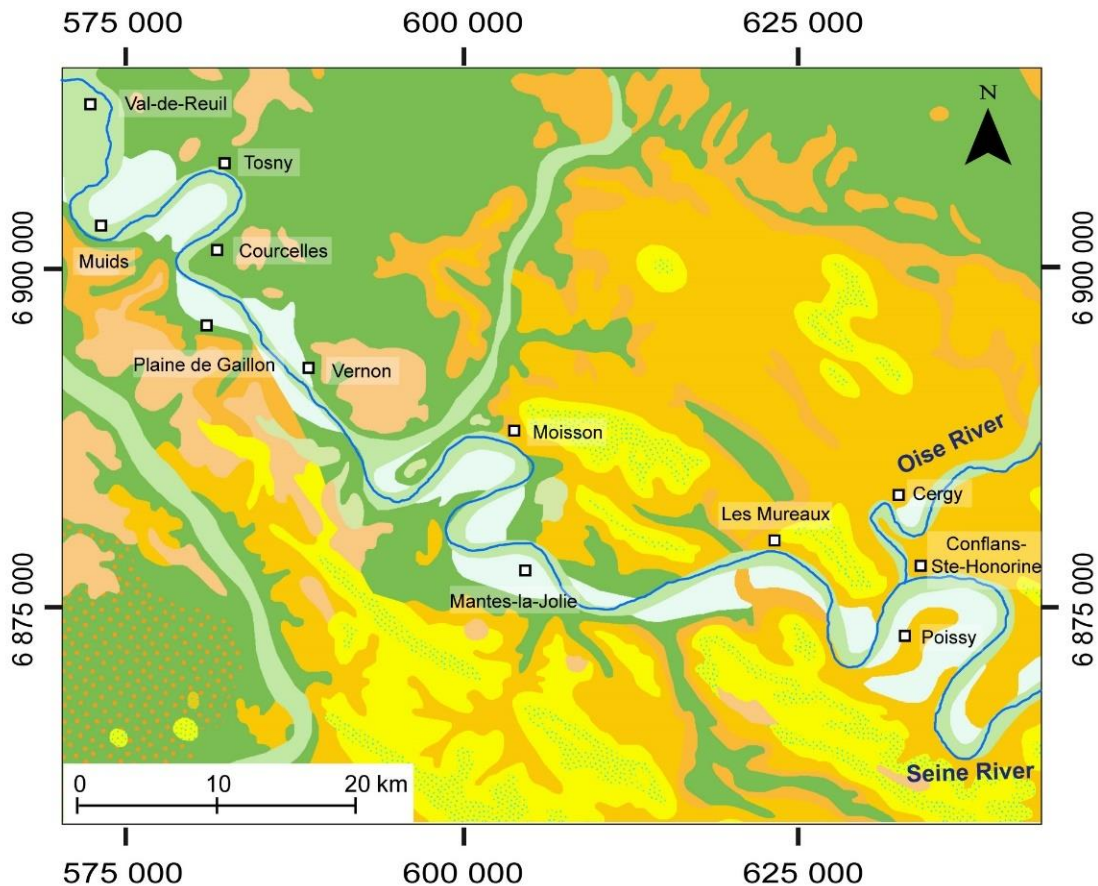 575 000
600 000
625 000
N
Val-de-Reuil
Tosny
Muids
Courcelles
6 900 000
6 900 000
Plaine de Gaillon
Vernon
Moisson
Oise River
Cergy
Les Mureaux
Conflans-
Ste-Honorine
Mantes-la-Jolie
6 875 000
6 875 000
Poissy
Seine River
0 10 20 km
575 000
600 000
625 000